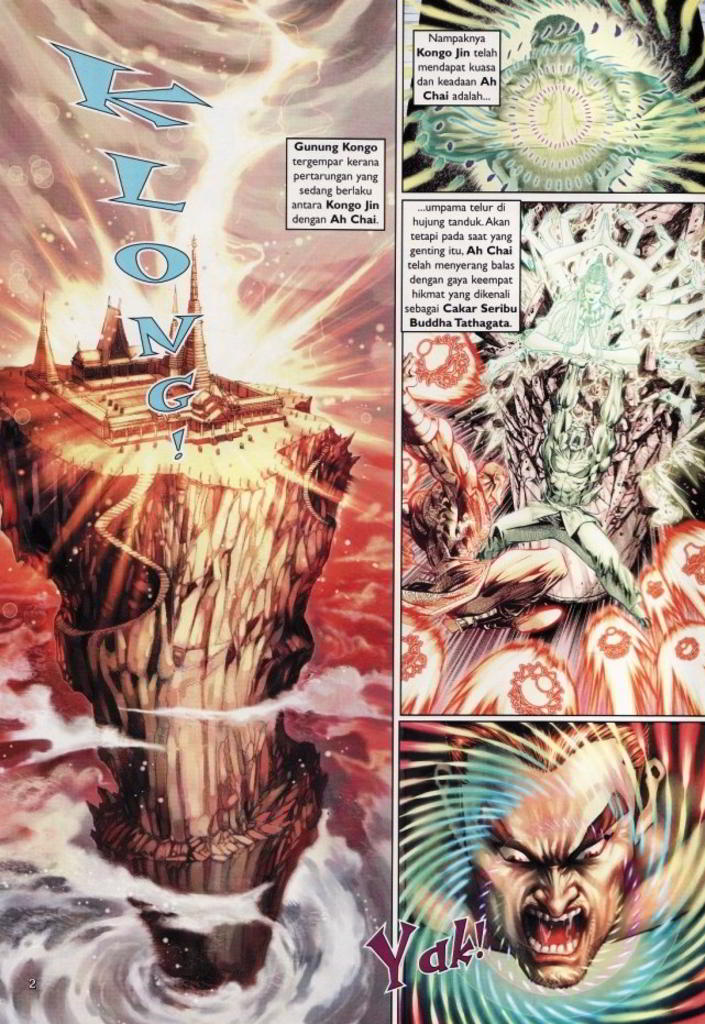 KLONG!
Gunung Kongo
tergempar kerana
pertarungan yang
sedang berlaku
antara Kongo Jin
dengan Ah Chai.
Nampaknya
Kongo Jin telah
mendapat kuasa
dan keadaan Ah
Chai adalah...
...umpama telur di
hujung tanduk. Akan
tetapi pada saat yang
genting itu, Ah Chai
telah menyerang balas
dengan gaya keempat
hikmat yang dikenali
sebagai Cakar Seribu
Buddha Tathagata.
Yak!
2